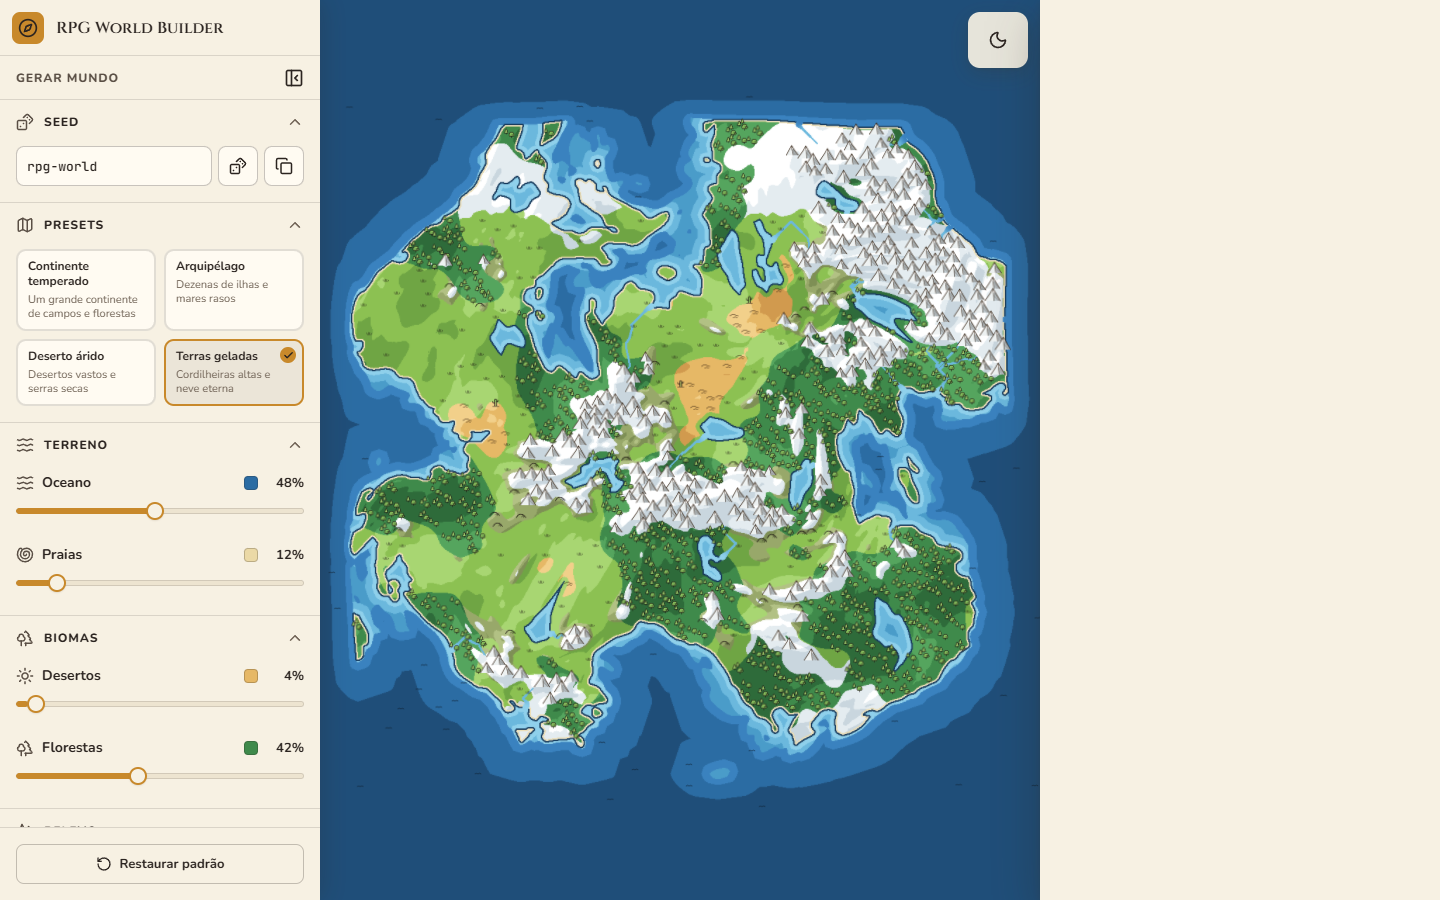 RPG World Builder
GERAR MUNDO
SEED
rpg-world
PRESETS
Continente
temperado
Um grande continente
de campos e florestas
Arquipélago
Dezenas de ilhas e
mares rasos
Deserto árido
Desertos vastos e
serras secas
Terras geladas
Cordilheiras altas e
neve eterna
TERRENO
Oceano 48%
Praias 12%
BIOMAS
Desertos 4%
Florestas 42%
Restaurar padrão